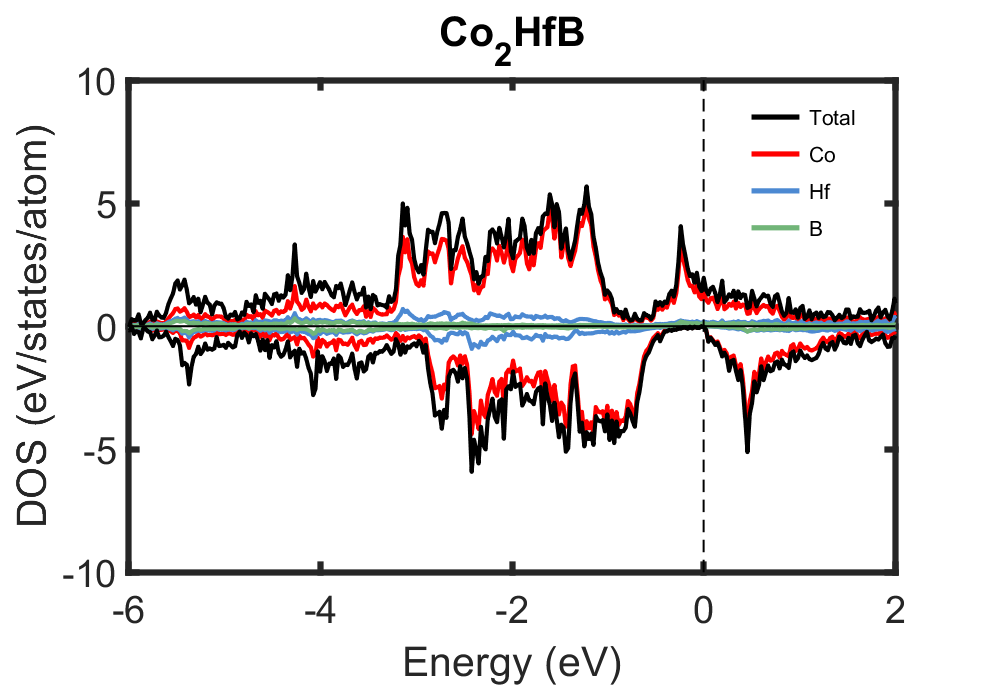 Co₂HfB
10
5
0
-5
-10
DOS (eV/states/atom)
Total
Co
Hf
B
-6 -4 -2 0 2
Energy (eV)